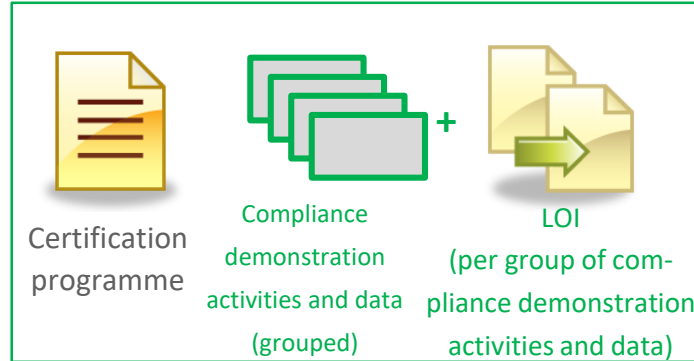 +
Certification
programme
Compliance
demonstration
activities and data
(grouped)
LOI
(per group of com-
pliance demonstration
activities and data)